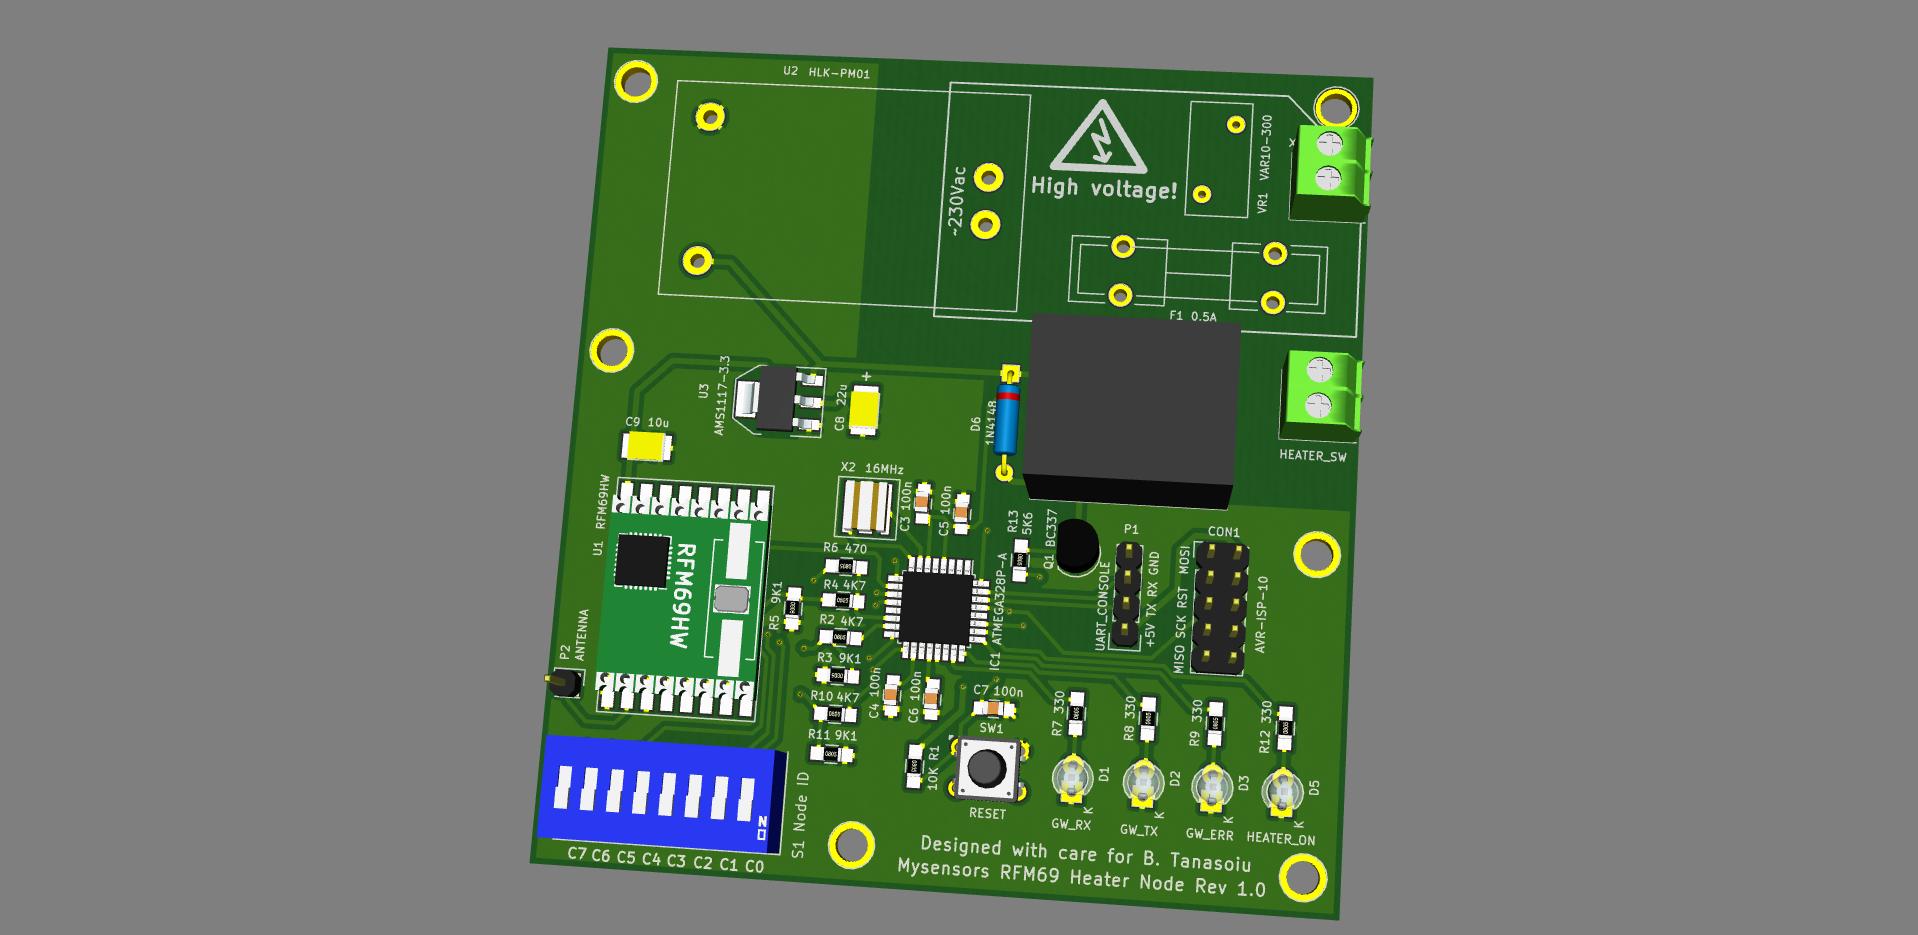 U2 HLK-PM01
~230Vac
High voltage!
VR1 VAR10-300
X
F1 0.5A
U3
AMS1117-3.3
+
C8 22u
C9 10u
D6
1N4148
HEATER_SW
X2 16MHz
C3 100n
C5 100n
R13
5K6
Q1 BC337
P1
UART_CONSOLE
+5V TX RX GND
CON1
MISO SCK RST MOSI
AVR-ISP-10
U1 RFM69HW
RFM69HW
R6 470
R4 4K7
R5 9K1
R2 4K7
R3 9K1
R10 4K7
R11 9K1
IC1 ATMEGA328P-A
C4 100n
C6 100n
C7 100n
P2
ANTENNA
SW1
RESET
10K R1
R7 330
R8 330
R9 330
R12 330
D1
D2
D3
D5
K
K
K
K
GW_RX
GW_TX
GW_ERR
HEATER_ON
S1 Node ID
C7 C6 C5 C4 C3 C2 C1 C0
Designed with care for B. Tanasoiu
Mysensors RFM69 Heater Node Rev 1.0